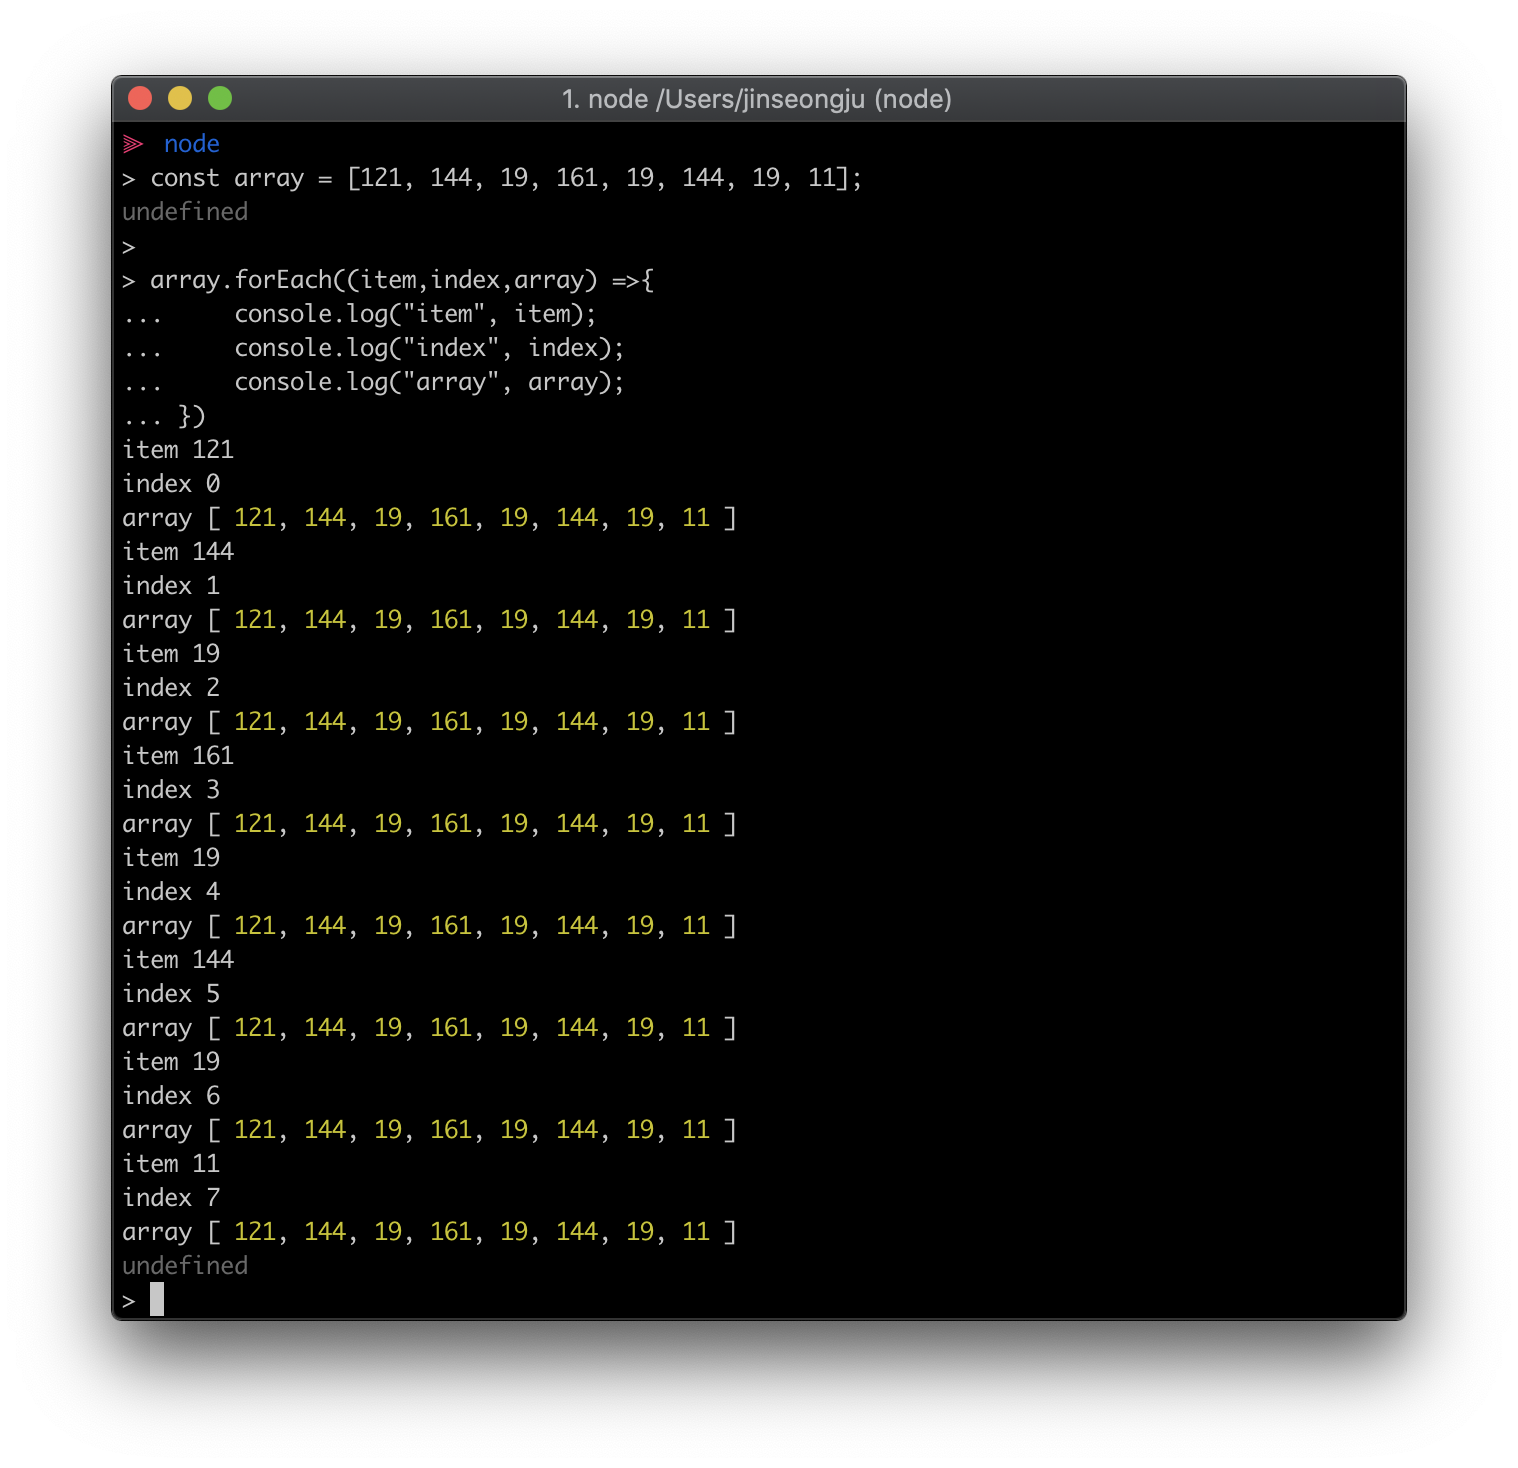 1. node /Users/jinseongju (node)
node
> const array = [121, 144, 19, 161, 19, 144, 19, 11];
undefined
>
> array.forEach((item,index,array) =>{
...     console.log("item", item);
...     console.log("index", index);
...     console.log("array", array);
... })
item 121
index 0
array [ 121, 144, 19, 161, 19, 144, 19, 11 ]
item 144
index 1
array [ 121, 144, 19, 161, 19, 144, 19, 11 ]
item 19
index 2
array [ 121, 144, 19, 161, 19, 144, 19, 11 ]
item 161
index 3
array [ 121, 144, 19, 161, 19, 144, 19, 11 ]
item 19
index 4
array [ 121, 144, 19, 161, 19, 144, 19, 11 ]
item 144
index 5
array [ 121, 144, 19, 161, 19, 144, 19, 11 ]
item 19
index 6
array [ 121, 144, 19, 161, 19, 144, 19, 11 ]
item 11
index 7
array [ 121, 144, 19, 161, 19, 144, 19, 11 ]
undefined
>